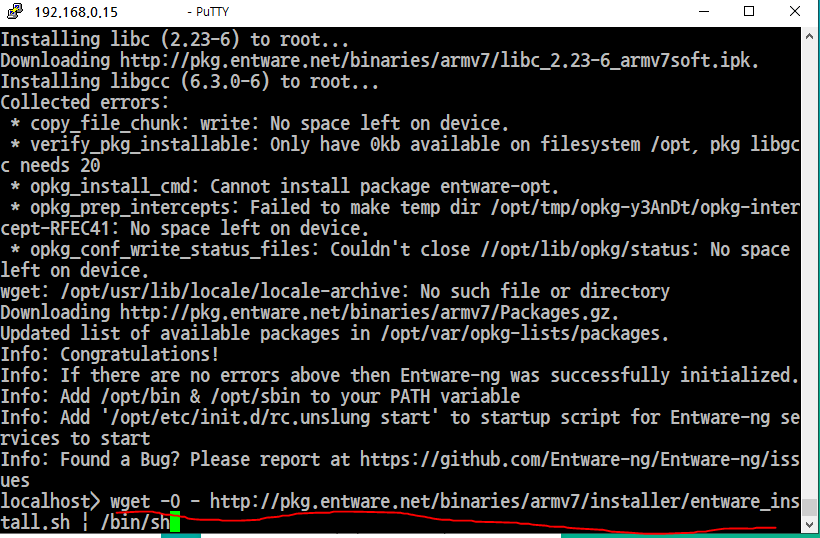 192.168.0.15 - PuTTY
Installing libc (2.23-6) to root...
Downloading http://pkg.entware.net/binaries/armv7/libc_2.23-6_armv7soft.ipk.
Installing libgcc (6.3.0-6) to root...
Collected errors:
 * copy_file_chunk: write: No space left on device.
 * verify_pkg_installable: Only have 0kb available on filesystem /opt, pkg libgc
c needs 20
 * opkg_install_cmd: Cannot install package entware-opt.
 * opkg_prep_intercepts: Failed to make temp dir /opt/tmp/opkg-y3AnDt/opkg-inter
cept-RFEC41: No space left on device.
 * opkg_conf_write_status_files: Couldn't close //opt/lib/opkg/status: No space
left on device.
wget: /opt/usr/lib/locale/locale-archive: No such file or directory
Downloading http://pkg.entware.net/binaries/armv7/Packages.gz.
Updated list of available packages in /opt/var/opkg-lists/packages.
Info: Congratulations!
Info: If there are no errors above then Entware-ng was successfully initialized.
Info: Add /opt/bin & /opt/sbin to your PATH variable
Info: Add '/opt/etc/init.d/rc.unslung start' to startup script for Entware-ng se
rvices to start
Info: Found a Bug? Please report at https://github.com/Entware-ng/Entware-ng/iss
ues
localhost> wget -O - http://pkg.entware.net/binaries/armv7/installer/entware_ins
tall.sh | /bin/sh